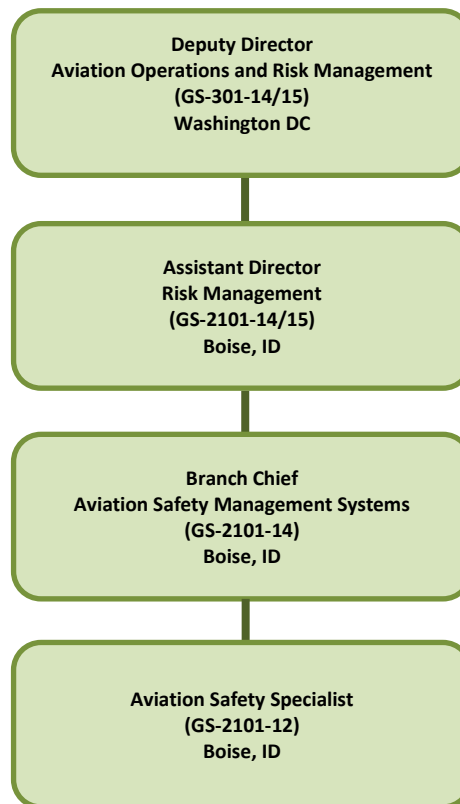 Deputy Director
Aviation Operations and Risk Management
(GS-301-14/15)
Washington DC
Assistant Director
Risk Management
(GS-2101-14/15)
Boise, ID
Branch Chief
Aviation Safety Management Systems
(GS-2101-14)
Boise, ID
Aviation Safety Specialist
(GS-2101-12)
Boise, ID